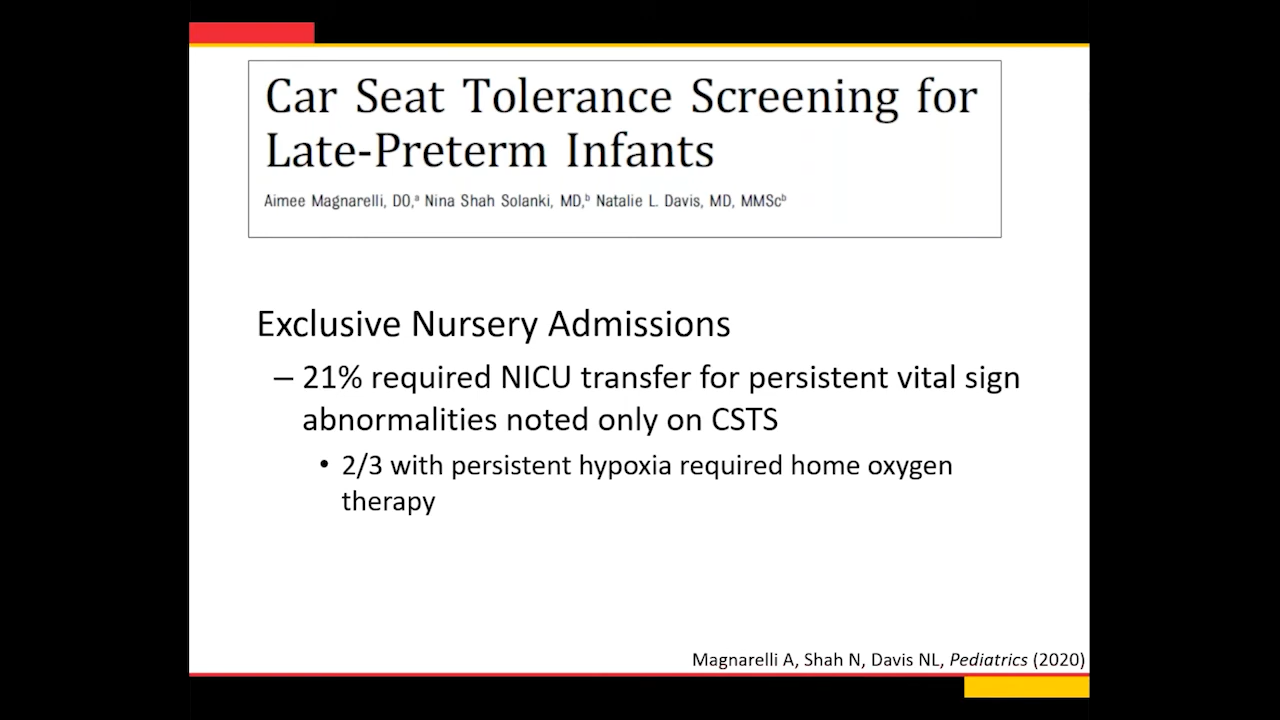 Car Seat Tolerance Screening for
Late-Preterm Infants
Aimee Magnarelli, DO,ᵃ Nina Shah Solanki, MD,ᵇ Natalie L. Davis, MD, MMScᵇ
Exclusive Nursery Admissions
– 21% required NICU transfer for persistent vital sign
abnormalities noted only on CSTS
• 2/3 with persistent hypoxia required home oxygen
therapy
Magnarelli A, Shah N, Davis NL, Pediatrics (2020)